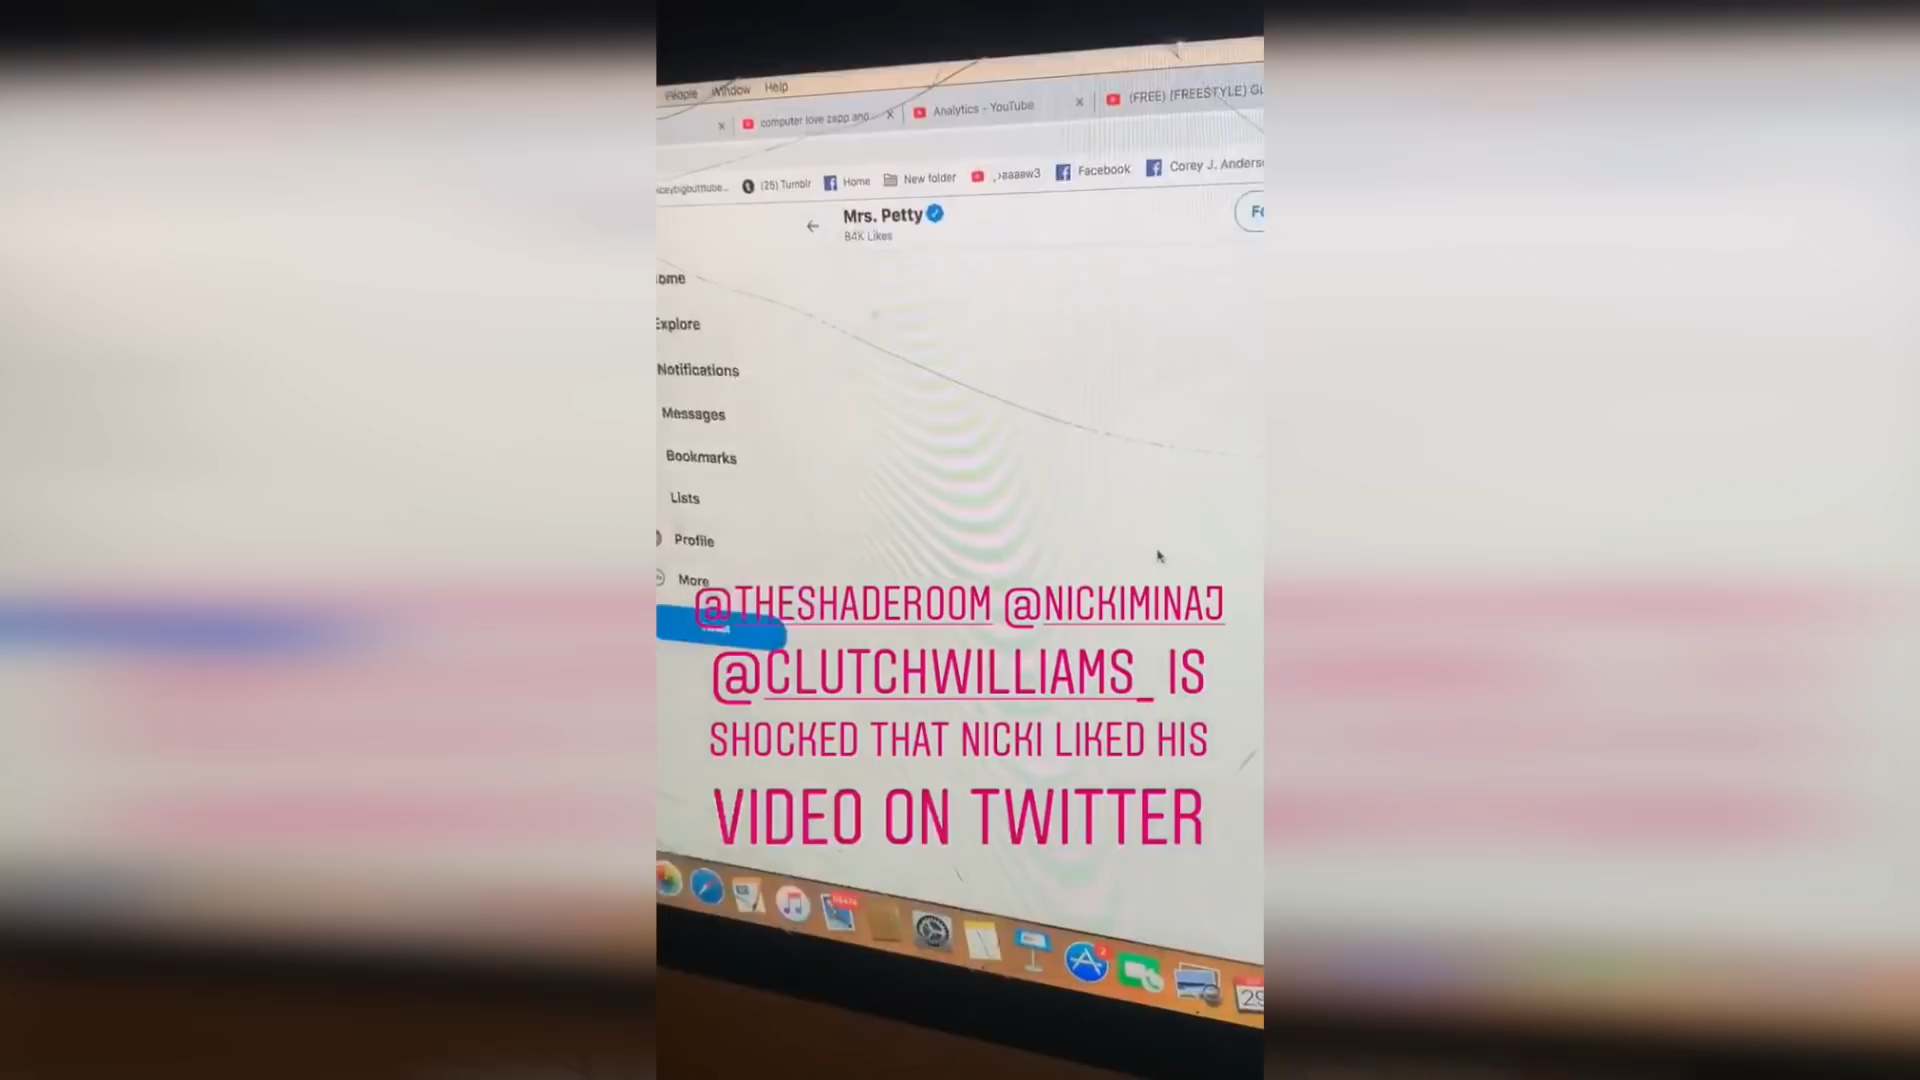 People Window Help
computer love zapp and...
Analytics - YouTube
(FREE) [FREESTYLE]
(25) Tumblr
Home
New folder
Facebook
Corey J.
Mrs. Petty
84K Likes
ome
Explore
Notifications
Messages
Bookmarks
Lists
Profile
More
@THESHADEROOM @NICKIMINAJ
@CLUTCHWILLIAMS_ IS
SHOCKED THAT NICKI LIKED HIS
VIDEO ON TWITTER
2
29